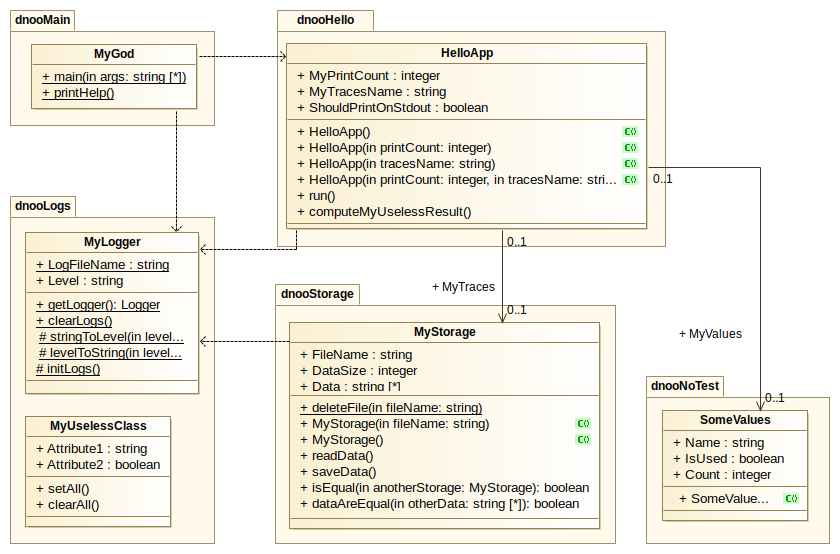 dnooMain
MyGod
+ main(in args: string [*])
+ printHelp()
dnooHello
HelloApp
+ MyPrintCount : integer
+ MyTracesName : string
+ ShouldPrintOnStdout : boolean
+ HelloApp() C()
+ HelloApp(in printCount: integer) C()
+ HelloApp(in tracesName: string) C()
+ HelloApp(in printCount: integer, in tracesName: stri... C()
+ run()
+ computeMyUselessResult()
0..1
0..1
+ MyTraces
0..1
+ MyValues
0..1
dnooLogs
MyLogger
+ LogFileName : string
+ Level : string
+ getLogger(): Logger
+ clearLogs()
# stringToLevel(in level...
# levelToString(in level...
# initLogs()
MyUselessClass
+ Attribute1 : string
+ Attribute2 : boolean
+ setAll()
+ clearAll()
dnooStorage
MyStorage
+ FileName : string
+ DataSize : integer
+ Data : string [*]
+ deleteFile(in fileName: string)
+ MyStorage(in fileName: string) C()
+ MyStorage() C()
+ readData()
+ saveData()
+ isEqual(in anotherStorage: MyStorage): boolean
+ dataAreEqual(in otherData: string [*]): boolean
dnooNoTest
SomeValues
+ Name : string
+ IsUsed : boolean
+ Count : integer
+ SomeValue... C()